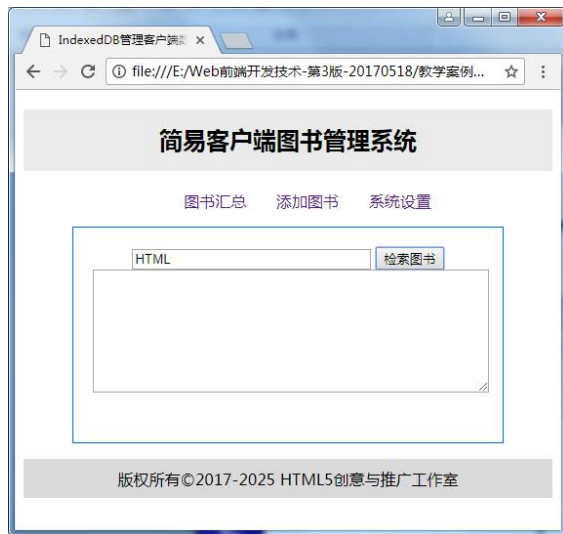 IndexedDB管理客户端
file:///E:/Web前端开发技术-第3版-20170518/教学案例...
简易客户端图书管理系统
图书汇总 添加图书 系统设置
HTML 检索图书
版权所有©2017-2025 HTML5创意与推广工作室